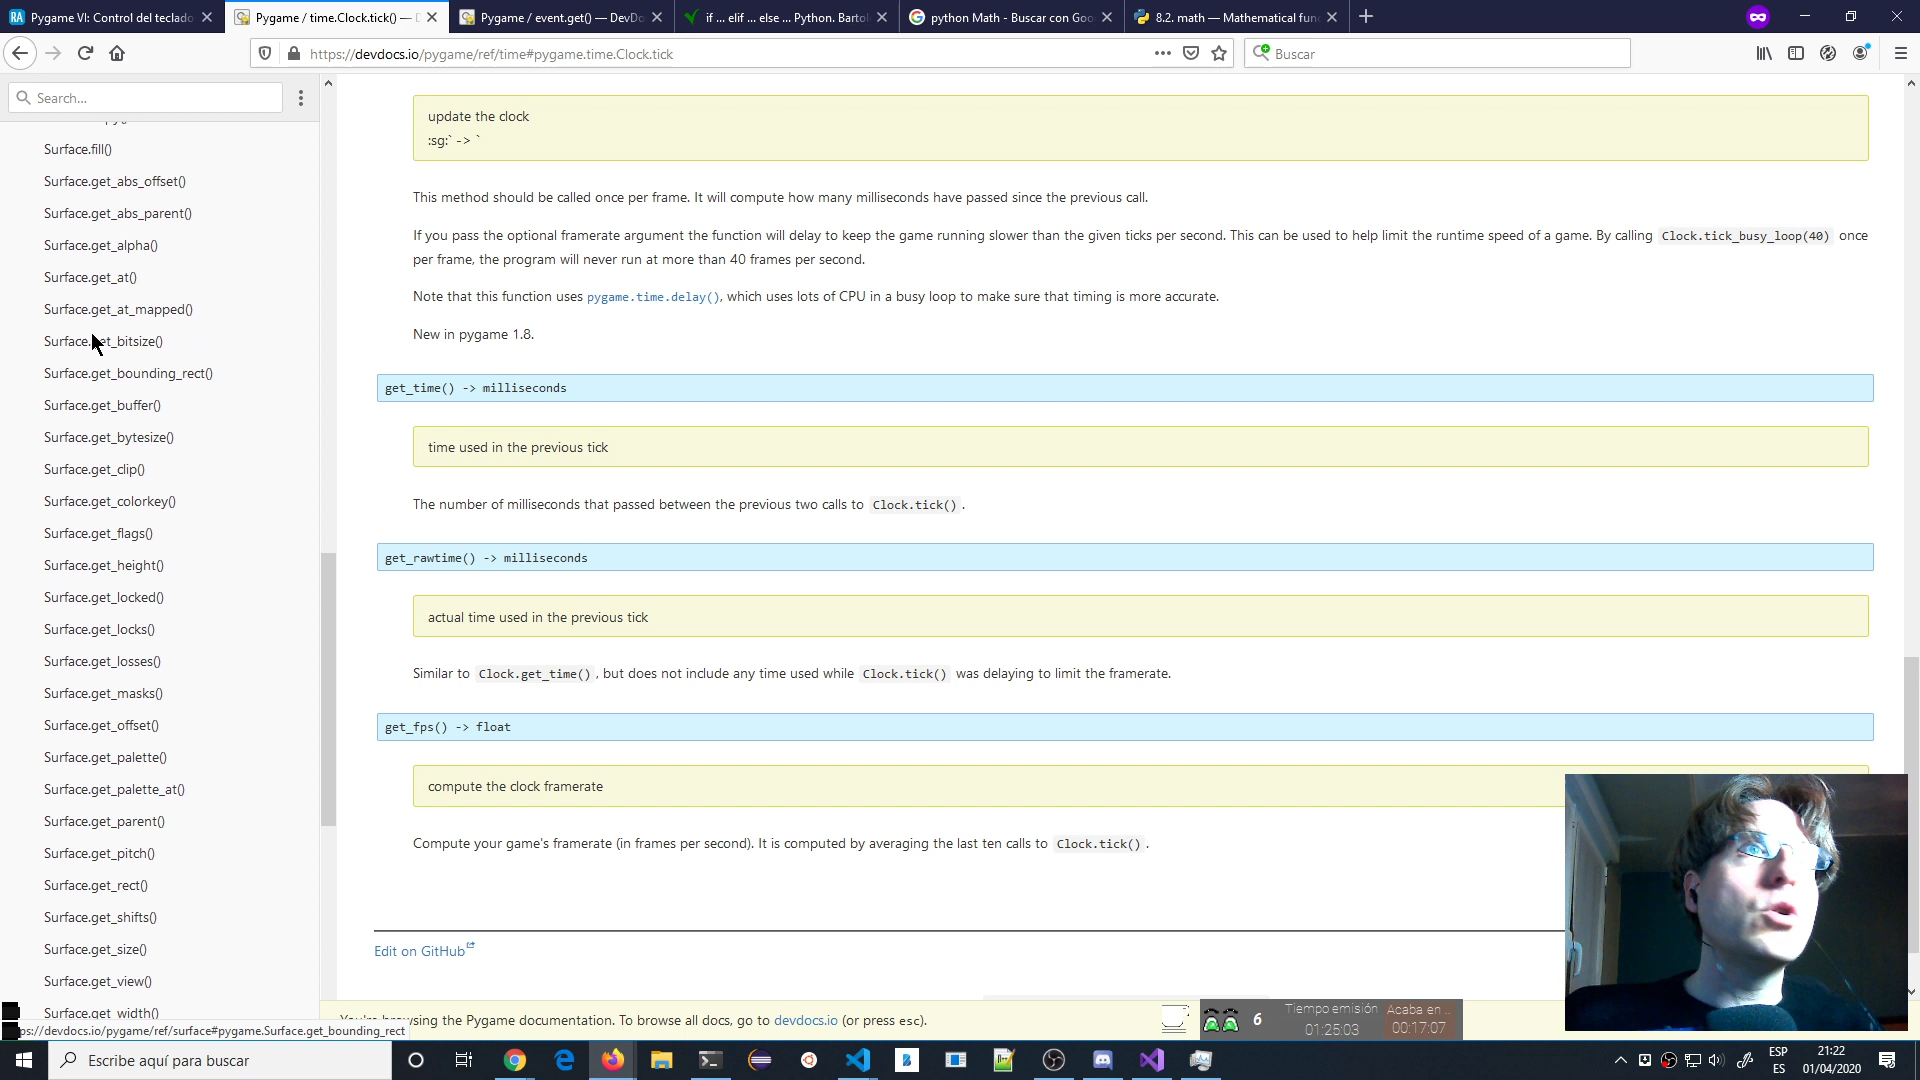 Pygame VI: Control del teclado
Pygame / time.Clock.tick() — D
Pygame / event.get() — DevDo
if ... elif ... else ... Python. Bartol
python Math - Buscar con Goo
8.2. math — Mathematical fun
https://devdocs.io/pygame/ref/time#pygame.time.Clock.tick
Buscar
Search...
Surface.fill()
Surface.get_abs_offset()
Surface.get_abs_parent()
Surface.get_alpha()
Surface.get_at()
Surface.get_at_mapped()
Surface.get_bitsize()
Surface.get_bounding_rect()
Surface.get_buffer()
Surface.get_bytesize()
Surface.get_clip()
Surface.get_colorkey()
Surface.get_flags()
Surface.get_height()
Surface.get_locked()
Surface.get_locks()
Surface.get_losses()
Surface.get_masks()
Surface.get_offset()
Surface.get_palette()
Surface.get_palette_at()
Surface.get_parent()
Surface.get_pitch()
Surface.get_rect()
Surface.get_shifts()
Surface.get_size()
Surface.get_view()
Surface.get_width()
ps://devdocs.io/pygame/ref/surface#pygame.Surface.get_bounding_rect
update the clock
:sg:` -> `
This method should be called once per frame. It will compute how many milliseconds have passed since the previous call.
If you pass the optional framerate argument the function will delay to keep the game running slower than the given ticks per second. This can be used to help limit the runtime speed of a game. By calling Clock.tick_busy_loop(40) once
per frame, the program will never run at more than 40 frames per second.
Note that this function uses pygame.time.delay(), which uses lots of CPU in a busy loop to make sure that timing is more accurate.
New in pygame 1.8.
get_time() -> milliseconds
time used in the previous tick
The number of milliseconds that passed between the previous two calls to Clock.tick() .
get_rawtime() -> milliseconds
actual time used in the previous tick
Similar to Clock.get_time() , but does not include any time used while Clock.tick() was delaying to limit the framerate.
get_fps() -> float
compute the clock framerate
Compute your game's framerate (in frames per second). It is computed by averaging the last ten calls to Clock.tick() .
Edit on GitHub
browsing the Pygame documentation. To browse all docs, go to devdocs.io (or press esc).
6
Tiempo emisión
01:25:03
Acaba en ..
00:17:07
Escribe aquí para buscar
ESP
ES
21:22
01/04/2020